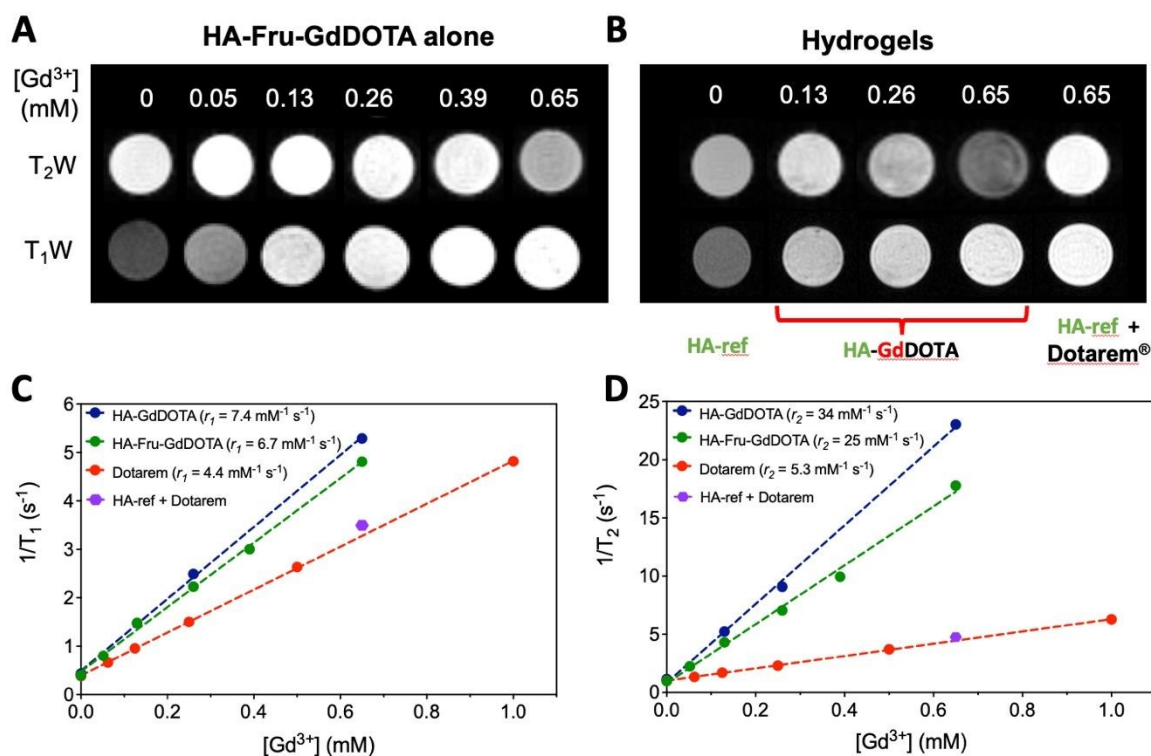 A
HA-Fru-GdDOTA alone
[Gd³⁺]
(mM)
0 0.05 0.13 0.26 0.39 0.65
T₂W
T₁W
B
Hydrogels
0 0.13 0.26 0.65 0.65
HA-ref
HA-GdDOTA
HA-ref +
Dotarem®
C
HA-GdDOTA (r₁ = 7.4 mM⁻¹ s⁻¹)
HA-Fru-GdDOTA (r₁ = 6.7 mM⁻¹ s⁻¹)
Dotarem (r₁ = 4.4 mM⁻¹ s⁻¹)
HA-ref + Dotarem
1/T₁ (s⁻¹)
6
5
4
3
2
1
0
0.0 0.2 0.4 0.6 0.8 1.0
[Gd³⁺] (mM)
D
HA-GdDOTA (r₂ = 34 mM⁻¹ s⁻¹)
HA-Fru-GdDOTA (r₂ = 25 mM⁻¹ s⁻¹)
Dotarem (r₂ = 5.3 mM⁻¹ s⁻¹)
HA-ref + Dotarem
1/T₂ (s⁻¹)
25
20
15
10
5
0
0.0 0.2 0.4 0.6 0.8 1.0
[Gd³⁺] (mM)